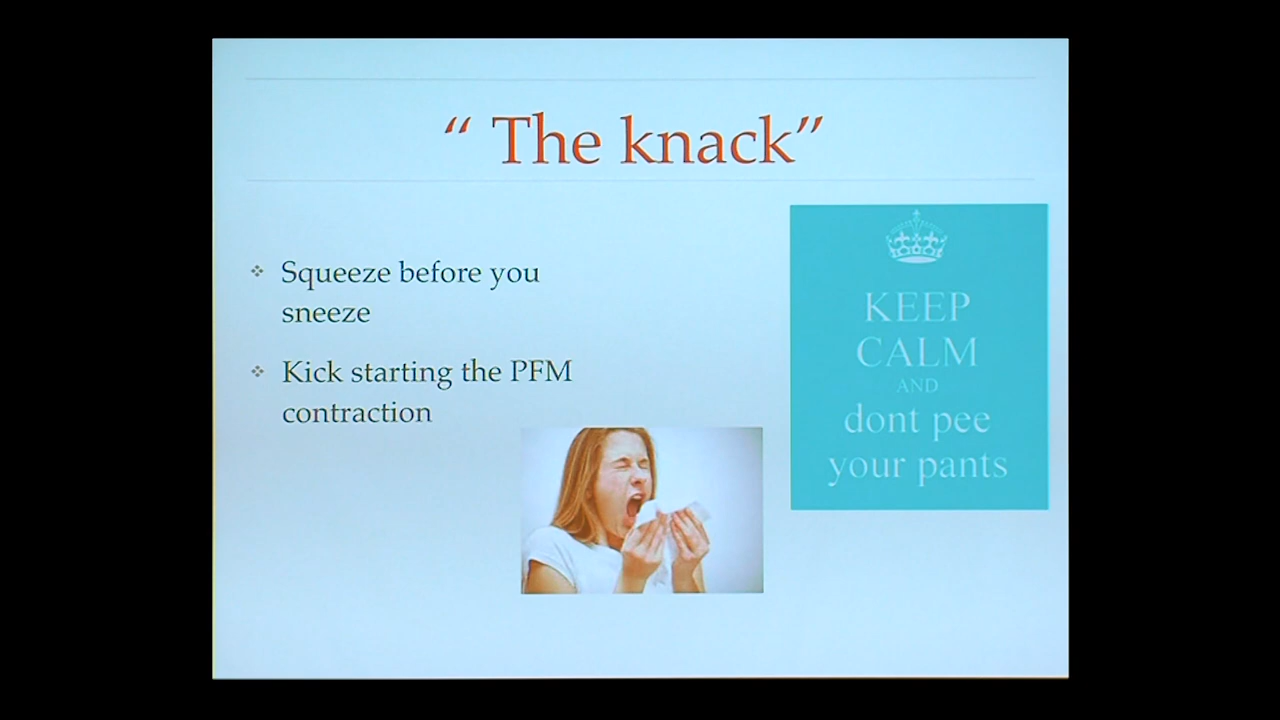 “ The knack”
Squeeze before you
sneeze
Kick starting the PFM
contraction
KEEP
CALM
AND
dont pee
your pants